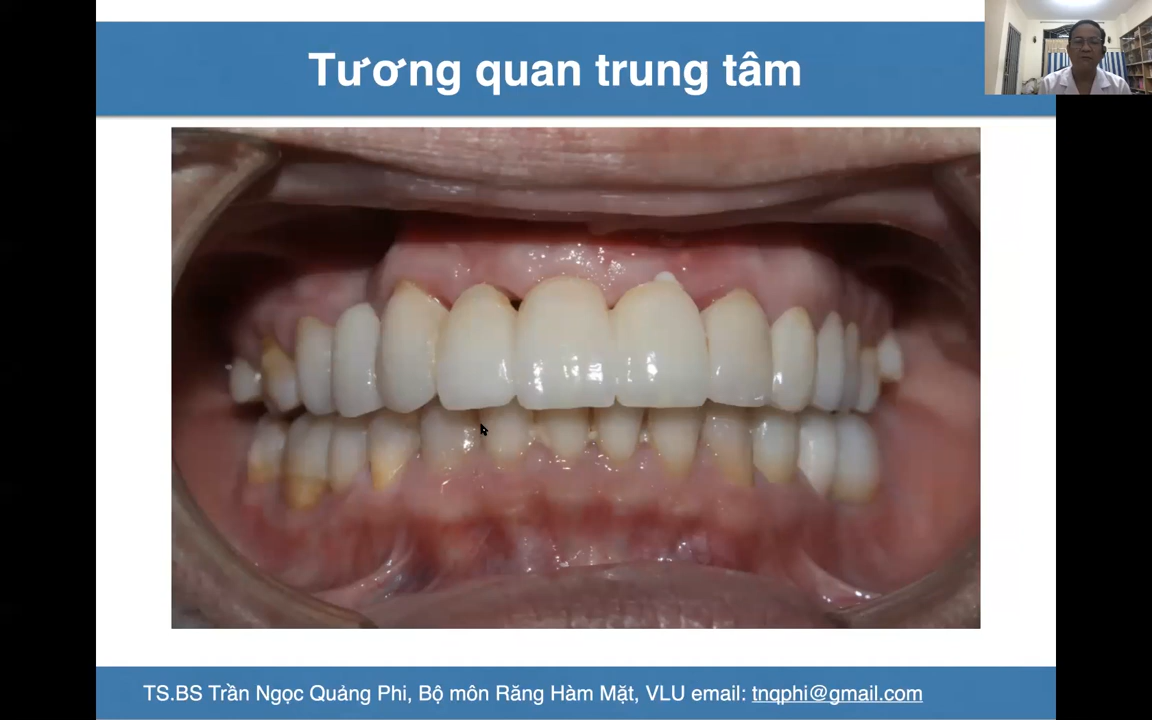 Tương quan trung tâm
TS.BS Trần Ngọc Quảng Phi, Bộ môn Răng Hàm Mặt, VLU email: tnqphi@gmail.com